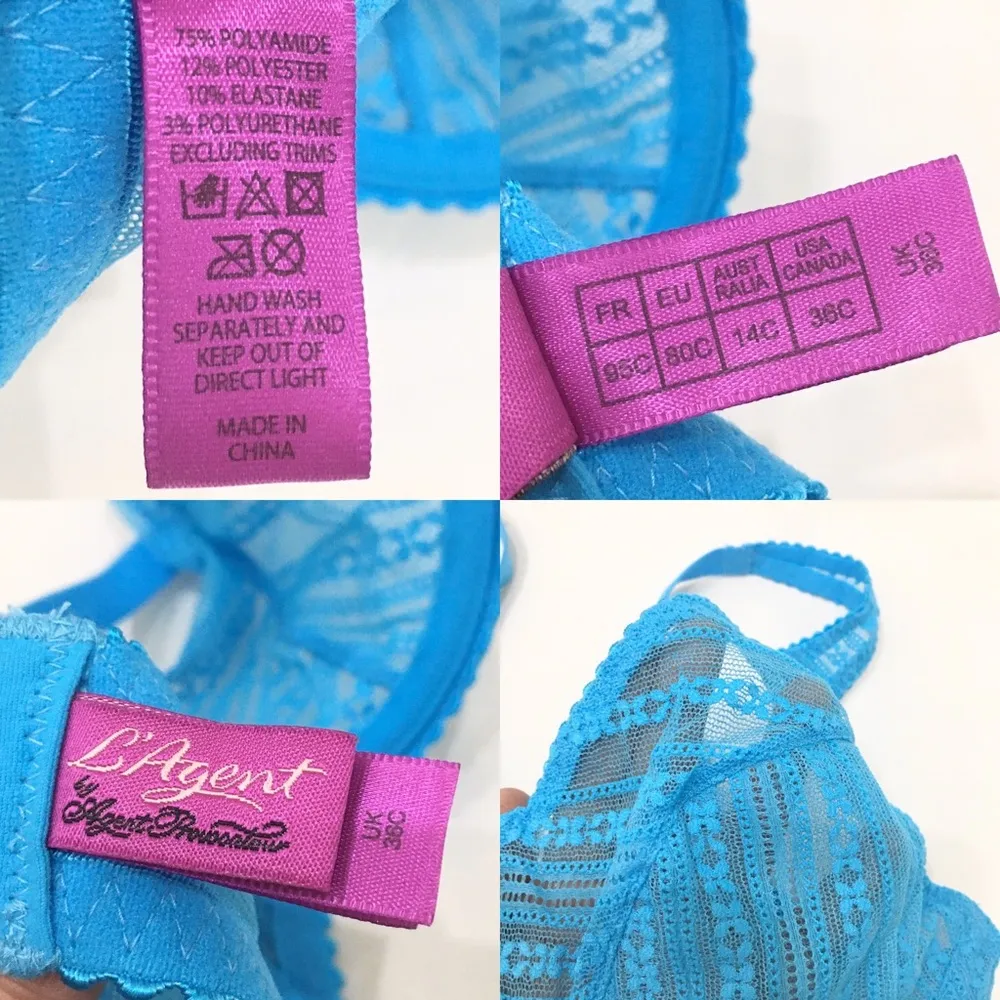 75% POLYAMIDE
12% POLYESTER
10% ELASTANE
3% POLYURETHANE
EXCLUDING TRIMS
HAND WASH
SEPARATELY AND
KEEP OUT OF
DIRECT LIGHT
MADE IN
CHINA
FR EU AUST RALIA USA CANADA
95C 80C 14C 36C
UK
36C
L'Agent
by Agent Provocateur
UK
36C